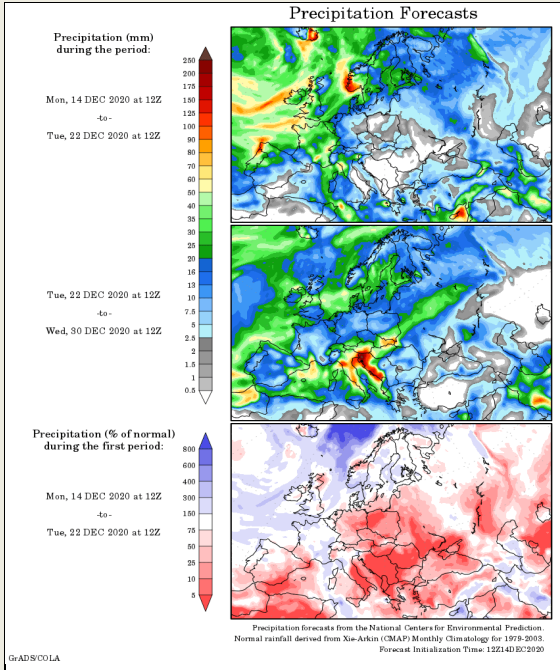 Precipitation Forecasts
Precipitation (mm)
during the period:
Mon, 14 DEC 2020 at 12Z
-to-
Tue, 22 DEC 2020 at 12Z
250
200
175
150
125
100
90
80
70
60
50
40
35
30
25
20
16
13
10
7.5
5
2.5
2
1.5
1
0.5
Tue, 22 DEC 2020 at 12Z
-to-
Wed, 30 DEC 2020 at 12Z
Precipitation (% of normal)
during the first period:
Mon, 14 DEC 2020 at 12Z
-to-
Tue, 22 DEC 2020 at 12Z
800
600
400
300
150
75
50
25
10
5
Precipitation forecasts from the National Centers for Environmental Prediction.
Normal rainfall derived from Xie-Arkin (CMAP) Monthly Climatology for 1979-2003.
Forecast Initialization Time: 12Z14DEC2020
GrADS/COLA